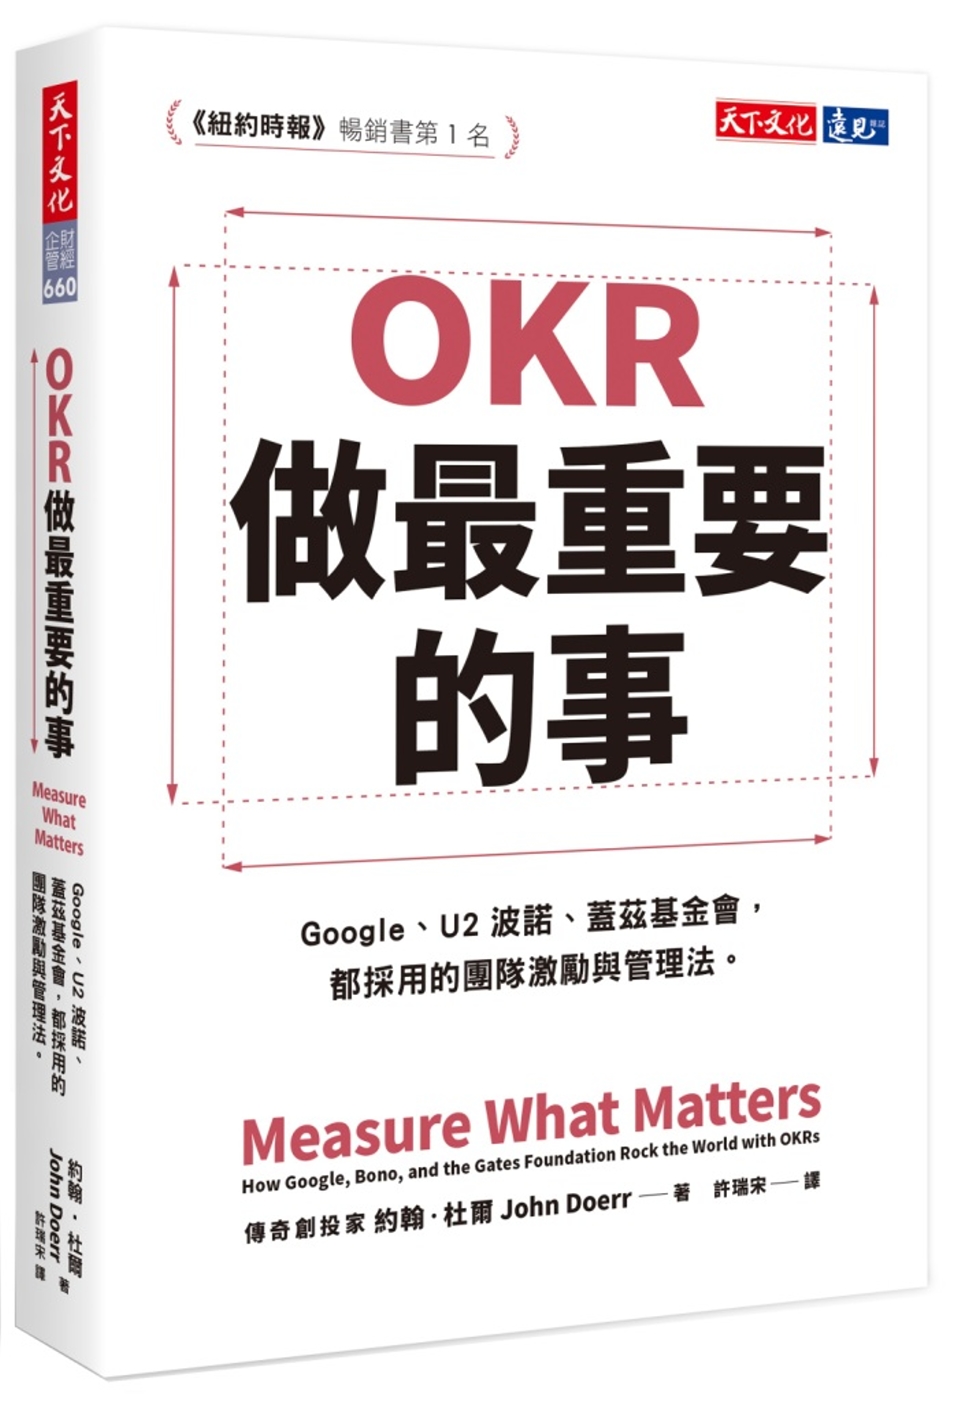 《紐約時報》暢銷書第1名
天下文化 遠見 雜誌
OKR
做最重要
的事
Google、U2 波諾、蓋茲基金會，
都採用的團隊激勵與管理法。
Measure What Matters
How Google, Bono, and the Gates Foundation Rock the World with OKRs
傳奇創投家 約翰・杜爾 John Doerr ── 著 許瑞宋 ── 譯
天下文化
財經
企管
660
OKR做最重要的事
Measure
What
Matters
Google、U2 波諾、
蓋茲基金會，都採用的
團隊激勵與管理法。
約翰・杜爾 著
John Doerr
許瑞宋 譯